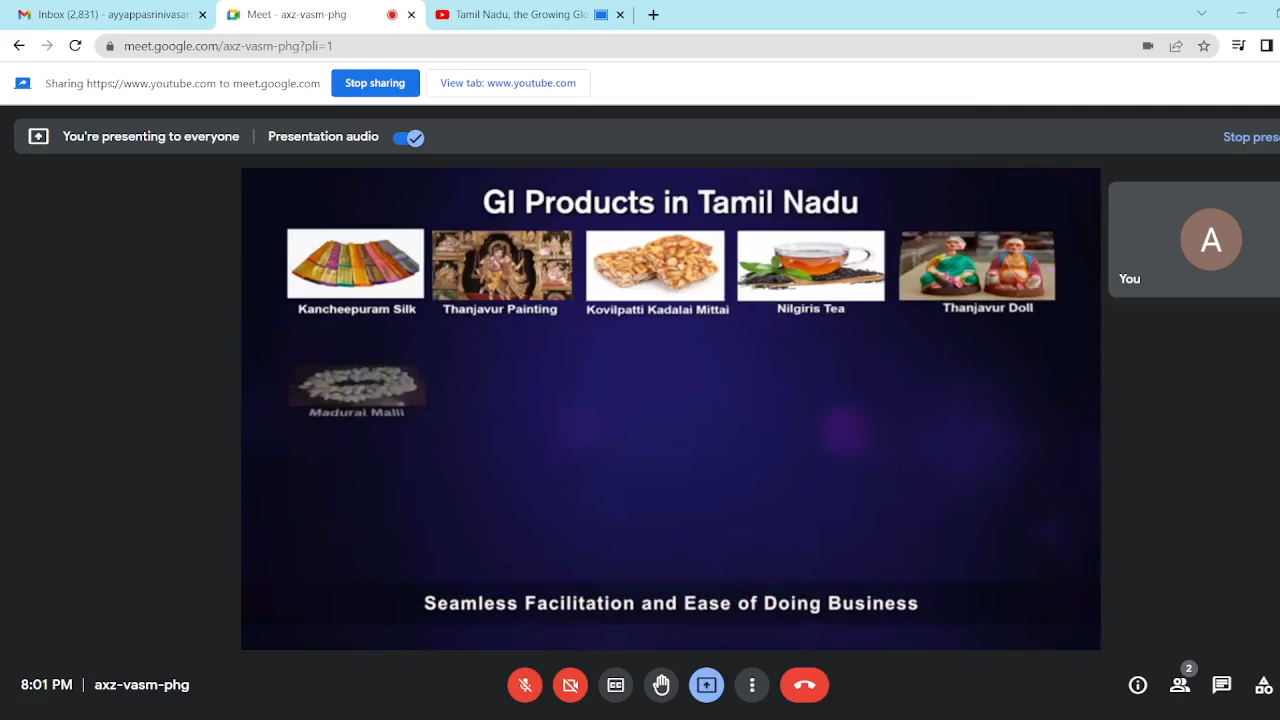 Inbox (2,831) - ayyappasrinivasar
Meet - axz-vasm-phg
Tamil Nadu, the Growing Glo
meet.google.com/axz-vasm-phg?pli=1
Sharing https://www.youtube.com to meet.google.com
Stop sharing
View tab: www.youtube.com
You're presenting to everyone
Presentation audio
Stop pres
GI Products in Tamil Nadu
Kancheepuram Silk
Thanjavur Painting
Kovilpatti Kadalai Mittai
Nilgiris Tea
Thanjavur Doll
A
You
Madurai Malli
Seamless Facilitation and Ease of Doing Business
8:01 PM
axz-vasm-phg
2